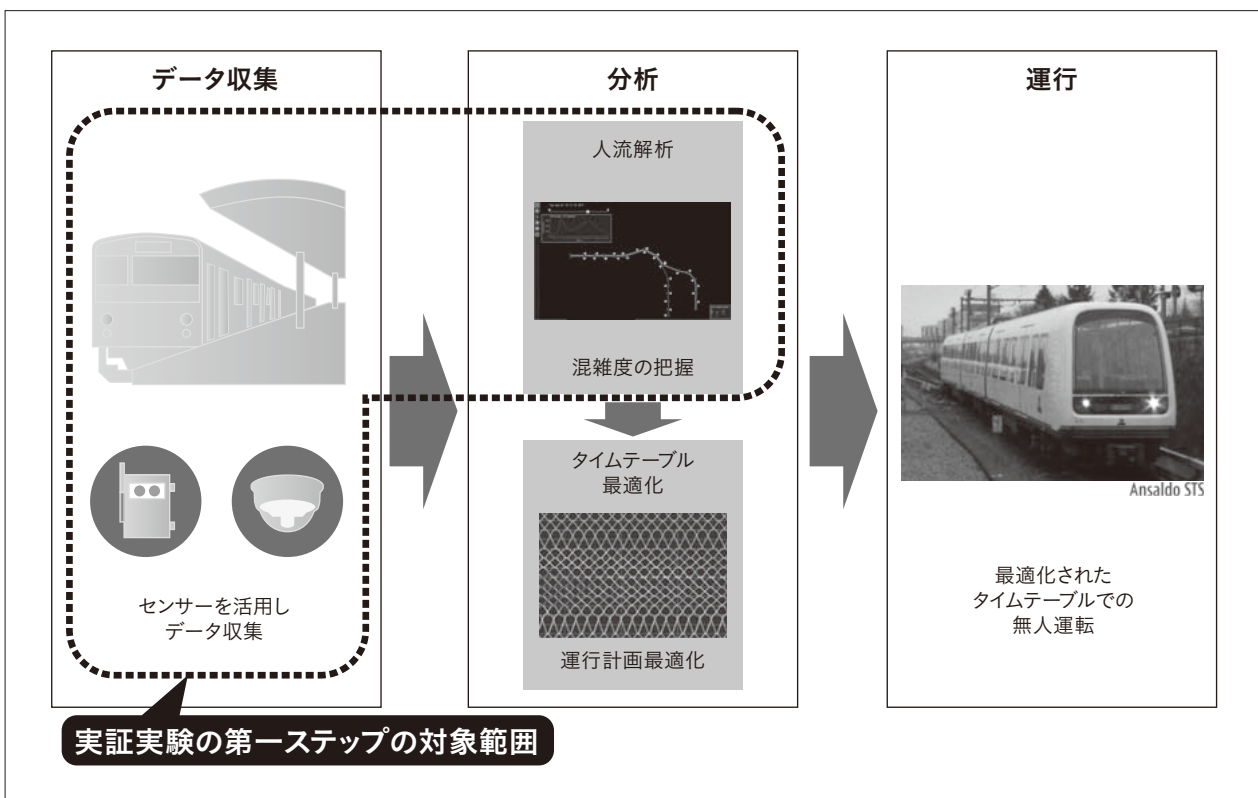 データ収集
センサーを活用し
データ収集
分析
人流解析
混雑度の把握
タイムテーブル
最適化
運行計画最適化
運行
Ansaldo STS
最適化された
タイムテーブルでの
無人運転
実証実験の第一ステップの対象範囲